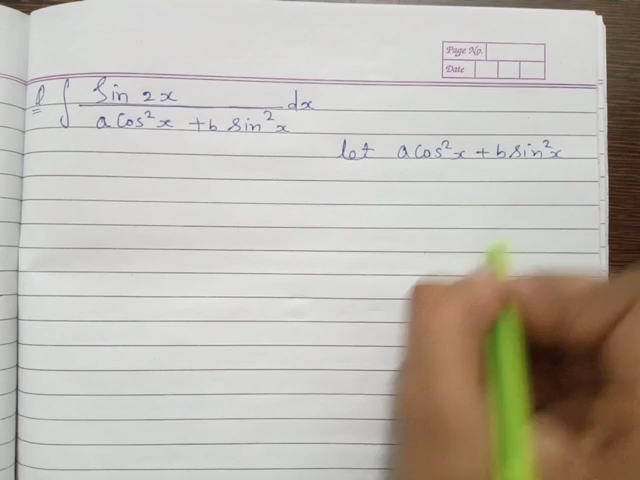 Page No.
Date
Q ∫ Sin 2x / a cos²x + b sin²x dx
let a cos²x + b sin²x